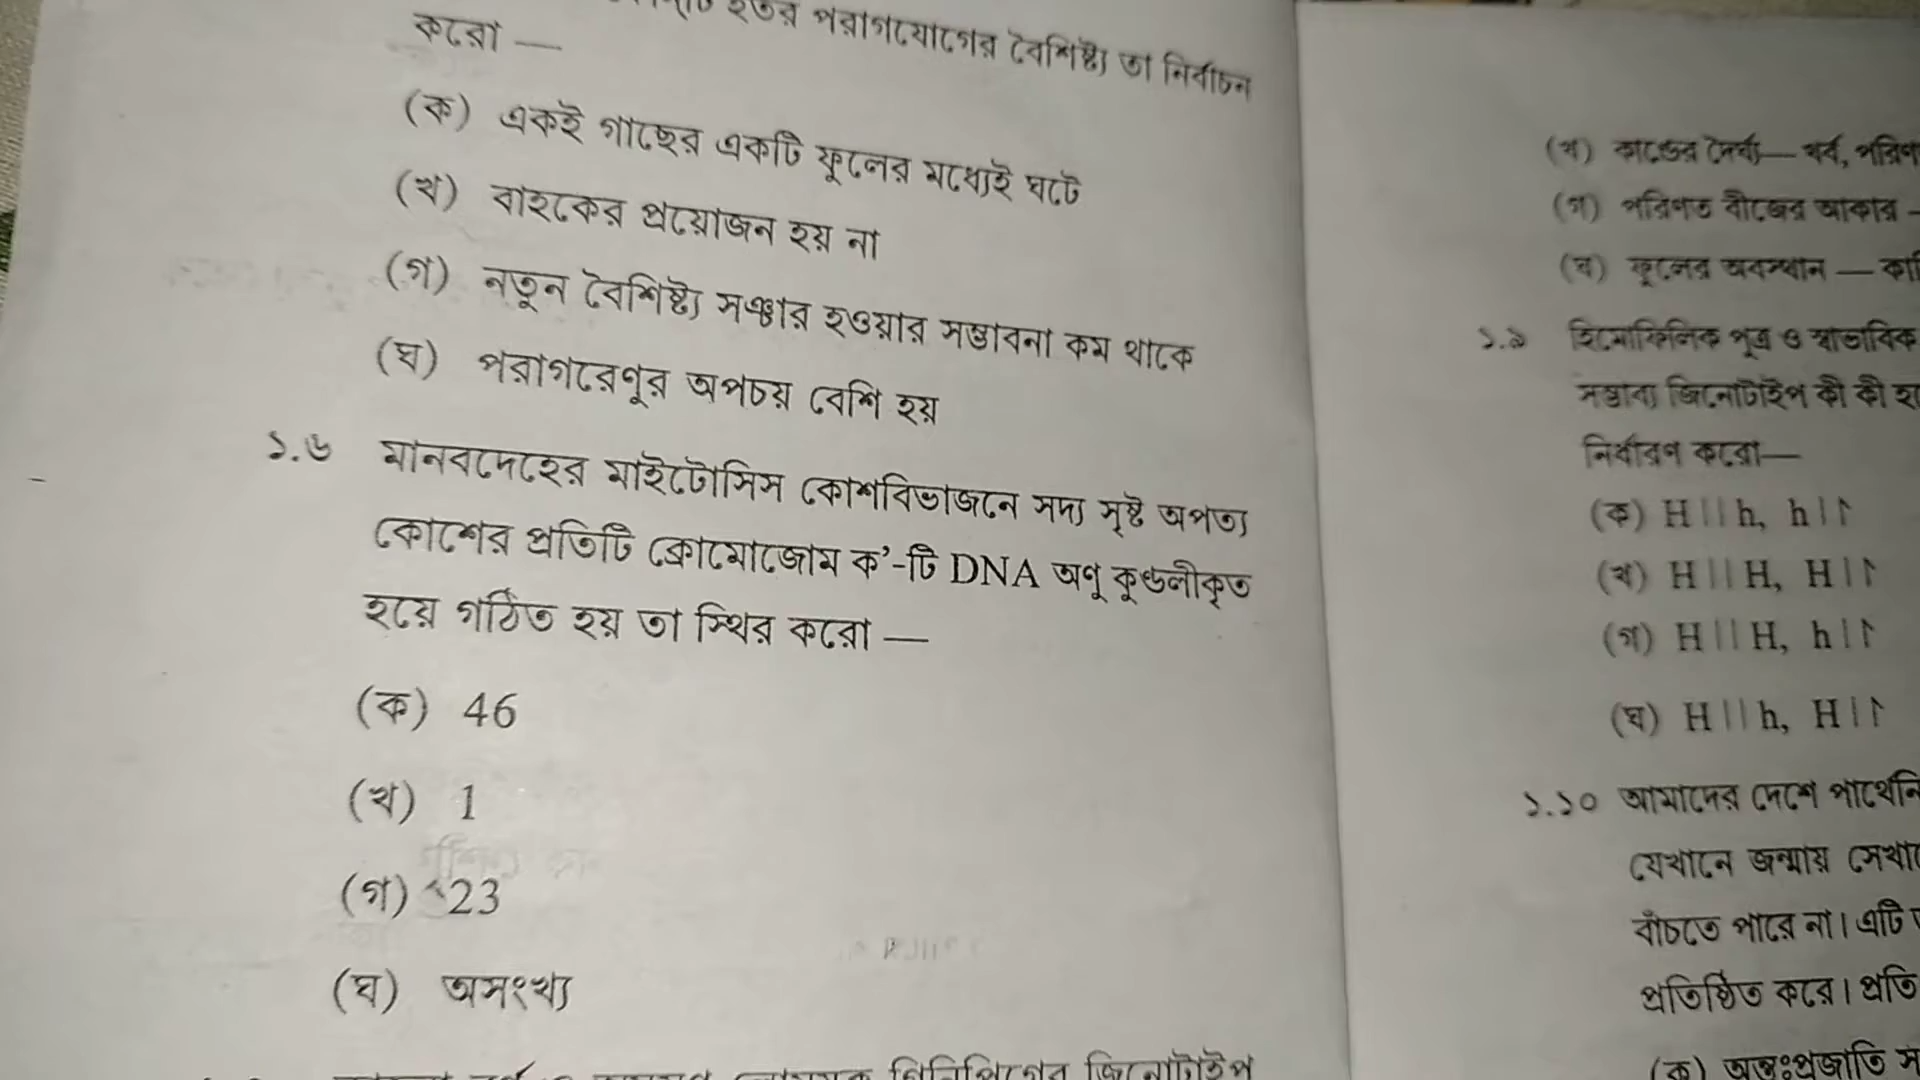 ইতর পরাগযোগের বৈশিষ্ট্য তা নির্বাচন
করো —
(ক) একই গাছের একটি ফুলের মধ্যেই ঘটে
(খ) বাহকের প্রয়োজন হয় না
(গ) নতুন বৈশিষ্ট্য সঞ্চার হওয়ার সম্ভাবনা কম থাকে
(ঘ) পরাগরেণুর অপচয় বেশি হয়
১.৬ মানবদেহের মাইটোসিস কোশবিভাজনে সদ্য সৃষ্ট অপত্য
কোশের প্রতিটি ক্রোমোজোম ক'-টি DNA অণু কুণ্ডলীকৃত
হয়ে গঠিত হয় তা স্থির করো —
(ক) 46
(খ) 1
(গ) 23
(ঘ) অসংখ্য
গিনিপিগের জিনোটাইপ
(খ) কাণ্ডের দৈর্ঘ্য— খর্ব,
(গ) পরিণত বীজের আকার -
(ঘ) ফুলের অবস্থান —
১.৯ হিমোফিলিক পুত্র ও স্বাভাবিক
সম্ভাব্য জিনোটাইপ কী কী
নির্ধারণ করো—
(ক) H||h, h|↾
(খ) H||H, H|↾
(গ) H||H, h|↾
(ঘ) H||h, H|↾
১.১০ আমাদের দেশে
যেখানে জন্মায়
বাঁচতে পারে না। এটি
প্রতিষ্ঠিত করে।
(ক) অন্তঃপ্রজাতি